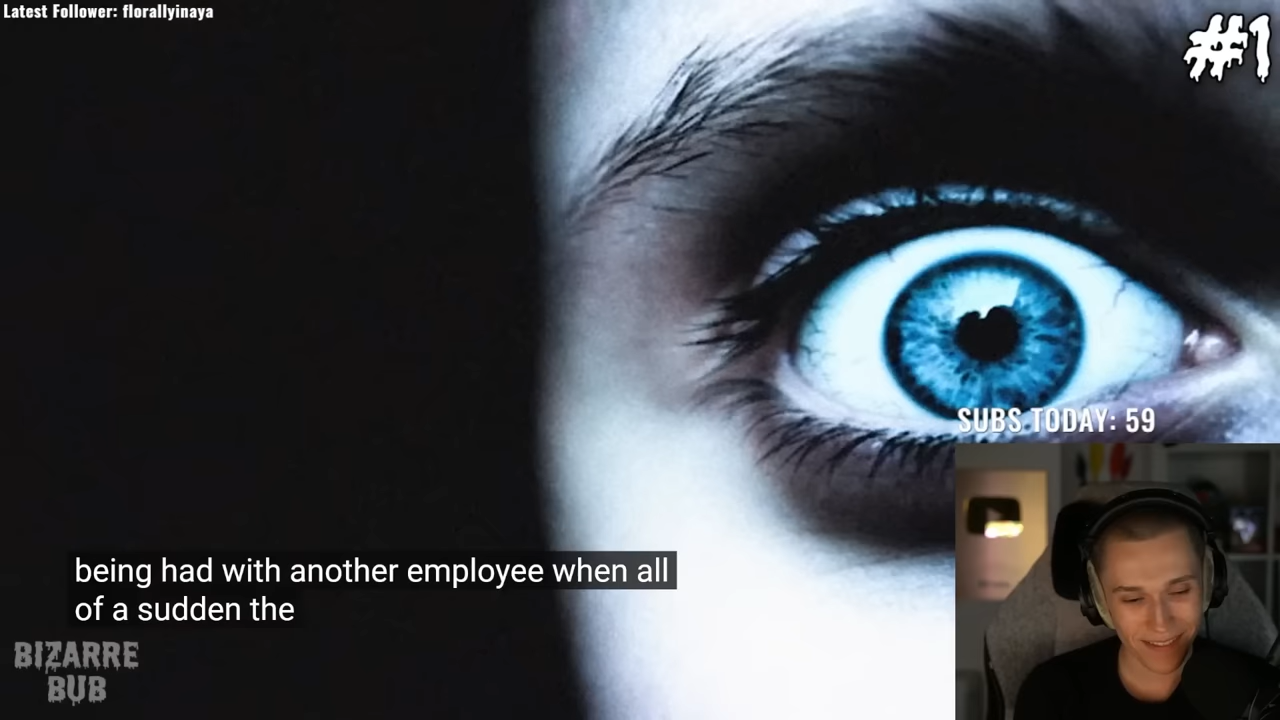 Latest Follower: florallyinaya
#1
SUBS TODAY: 59
being had with another employee when all
of a sudden the
BIZARRE
BUB